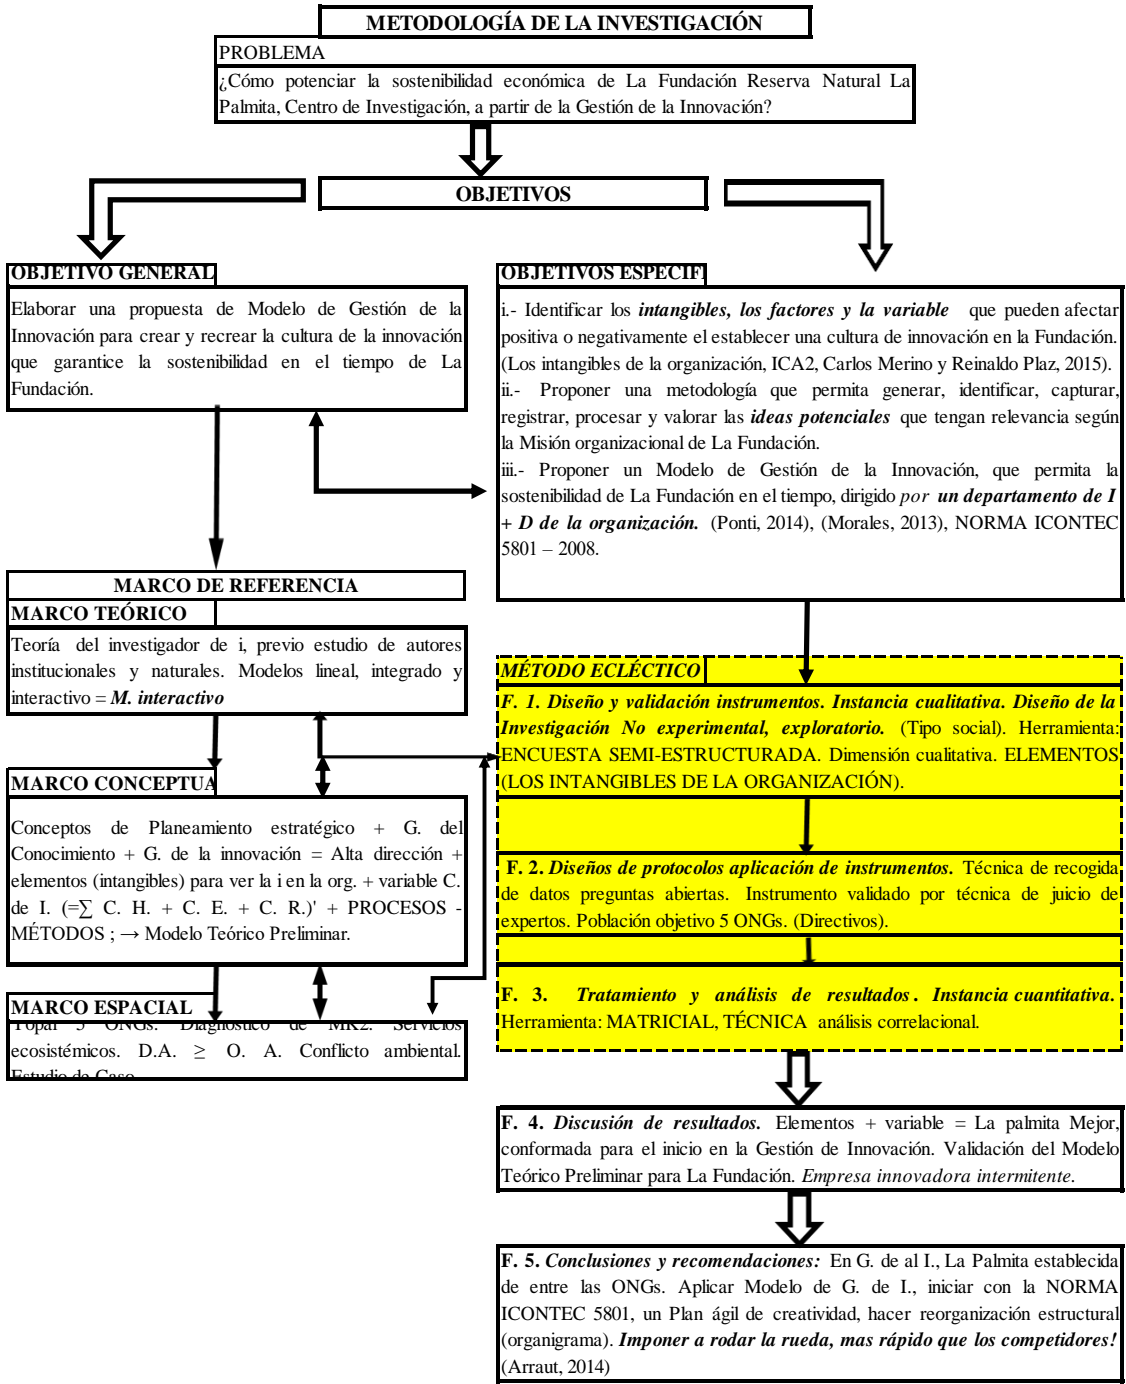 METODOLOGÍA DE LA INVESTIGACIÓN
PROBLEMA
¿Cómo potenciar la sostenibilidad económica de La Fundación Reserva Natural La
Palmita, Centro de Investigación, a partir de la Gestión de la Innovación?
OBJETIVOS
OBJETIVO GENERAL
Elaborar una propuesta de Modelo de Gestión de la
Innovación para crear y recrear la cultura de la innovación
que garantice la sostenibilidad en el tiempo de La
Fundación.
OBJETIVOS ESPECIFI
i.- Identificar los intangibles, los factores y la variable que pueden afectar
positiva o negativamente el establecer una cultura de innovación en la Fundación.
(Los intangibles de la organización, ICA2, Carlos Merino y Reinaldo Plaz, 2015).
ii.- Proponer una metodología que permita generar, identificar, capturar,
registrar, procesar y valorar las ideas potenciales que tengan relevancia según
la Misión organizacional de La Fundación.
iii.- Proponer un Modelo de Gestión de la Innovación, que permita la
sostenibilidad de La Fundación en el tiempo, dirigido por un departamento de I
+ D de la organización. (Ponti, 2014), (Morales, 2013), NORMA ICONTEC
5801 – 2008.
MARCO DE REFERENCIA
MARCO TEÓRICO
Teoría del investigador de i, previo estudio de autores
institucionales y naturales. Modelos lineal, integrado y
interactivo = M. interactivo
MARCO CONCEPTUA
Conceptos de Planeamiento estratégico + G. del
Conocimiento + G. de la innovación = Alta dirección +
elementos (intangibles) para ver la i en la org. + variable C.
de I. (=∑ C. H. + C. E. + C. R.)' + PROCESOS -
MÉTODOS ; → Modelo Teórico Preliminar.
MARCO ESPACIAL
Yopal 5 ONGs. Diagnóstico de MK2. Servicios
ecosistémicos. D.A. ≥ O. A. Conflicto ambiental.
Estudio de Caso
MÉTODO ECLÉCTICO
F. 1. Diseño y validación instrumentos. Instancia cualitativa. Diseño de la
Investigación No experimental, exploratorio. (Tipo social). Herramienta:
ENCUESTA SEMI-ESTRUCTURADA. Dimensión cualitativa. ELEMENTOS
(LOS INTANGIBLES DE LA ORGANIZACIÓN).
F. 2. Diseños de protocolos aplicación de instrumentos. Técnica de recogida
de datos preguntas abiertas. Instrumento validado por técnica de juicio de
expertos. Población objetivo 5 ONGs. (Directivos).
F. 3. Tratamiento y análisis de resultados. Instancia cuantitativa.
Herramienta: MATRICIAL, TÉCNICA análisis correlacional.
F. 4. Discusión de resultados. Elementos + variable = La palmita Mejor,
conformada para el inicio en la Gestión de Innovación. Validación del Modelo
Teórico Preliminar para La Fundación. Empresa innovadora intermitente.
F. 5. Conclusiones y recomendaciones: En G. de al I., La Palmita establecida
de entre las ONGs. Aplicar Modelo de G. de I., iniciar con la NORMA
ICONTEC 5801, un Plan ágil de creatividad, hacer reorganización estructural
(organigrama). Imponer a rodar la rueda, mas rápido que los competidores!
(Arraut, 2014)